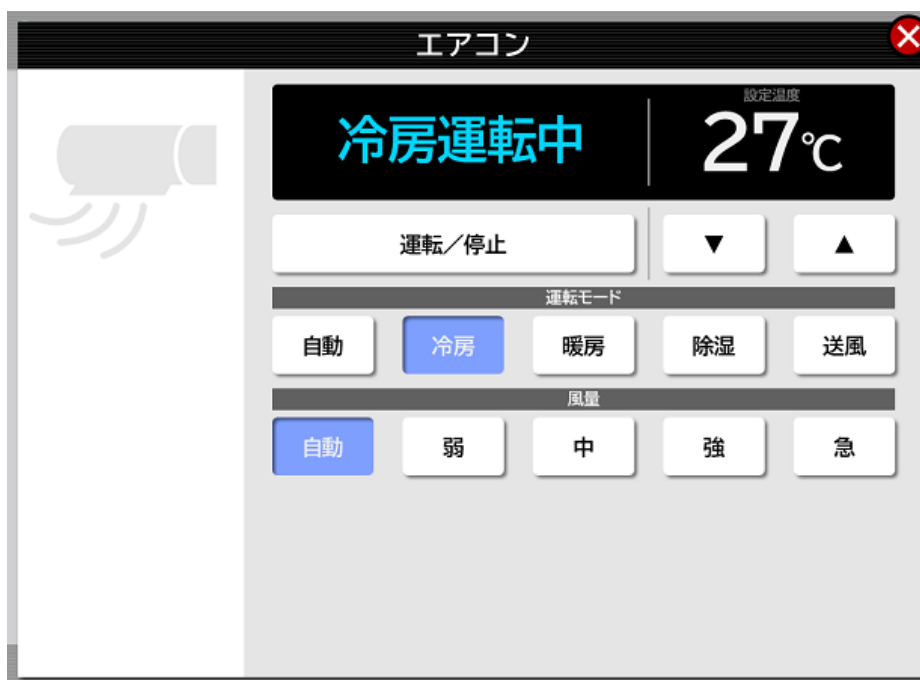 エアコン
設定温度
冷房運転中 27℃
運転／停止 ▼ ▲
運転モード
自動 冷房 暖房 除湿 送風
風量
自動 弱 中 強 急